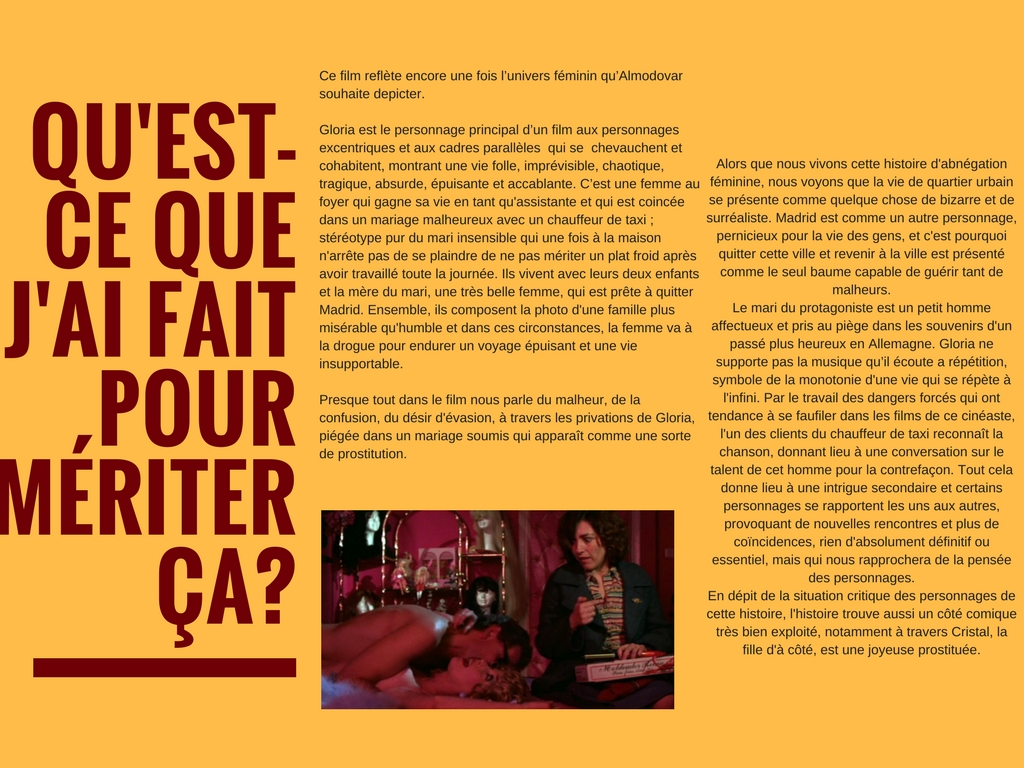 QU'EST-
CE QUE
J'AI FAIT
POUR
MÉRITER
ÇA?
Ce film reflète encore une fois l'univers féminin qu'Almodovar
souhaite depicter.
Gloria est le personnage principal d'un film aux personnages
excentriques et aux cadres parallèles qui se chevauchent et
cohabitent, montrant une vie folle, imprévisible, chaotique,
tragique, absurde, épuisante et accablante. C'est une femme au
foyer qui gagne sa vie en tant qu'assistante et qui est coincée
dans un mariage malheureux avec un chauffeur de taxi ;
stéréotype pur du mari insensible qui une fois à la maison
n'arrête pas de se plaindre de ne pas mériter un plat froid après
avoir travaillé toute la journée. Ils vivent avec leurs deux enfants
et la mère du mari, une très belle femme, qui est prête à quitter
Madrid. Ensemble, ils composent la photo d'une famille plus
misérable qu'humble et dans ces circonstances, la femme va à
la drogue pour endurer un voyage épuisant et une vie
insupportable.
Presque tout dans le film nous parle du malheur, de la
confusion, du désir d'évasion, à travers les privations de Gloria,
piégée dans un mariage soumis qui apparaît comme une sorte
de prostitution.
Alors que nous vivons cette histoire d'abnégation
féminine, nous voyons que la vie de quartier urbain
se présente comme quelque chose de bizarre et de
surréaliste. Madrid est comme un autre personnage,
pernicieux pour la vie des gens, et c'est pourquoi
quitter cette ville et revenir à la ville est présenté
comme le seul baume capable de guérir tant de
malheurs.
Le mari du protagoniste est un petit homme
affectueux et pris au piège dans les souvenirs d'un
passé plus heureux en Allemagne. Gloria ne
supporte pas la musique qu'il écoute a répétition,
symbole de la monotonie d'une vie qui se répète à
l'infini. Par le travail des dangers forcés qui ont
tendance à se faufiler dans les films de ce cinéaste,
l'un des clients du chauffeur de taxi reconnaît la
chanson, donnant lieu à une conversation sur le
talent de cet homme pour la contrefaçon. Tout cela
donne lieu à une intrigue secondaire et certains
personnages se rapportent les uns aux autres,
provoquant de nouvelles rencontres et plus de
coïncidences, rien d'absolument définitif ou
essentiel, mais qui nous rapprochera de la pensée
des personnages.
En dépit de la situation critique des personnages de
cette histoire, l'histoire trouve aussi un côté comique
très bien exploité, notamment à travers Cristal, la
fille d'à côté, est une joyeuse prostituée.